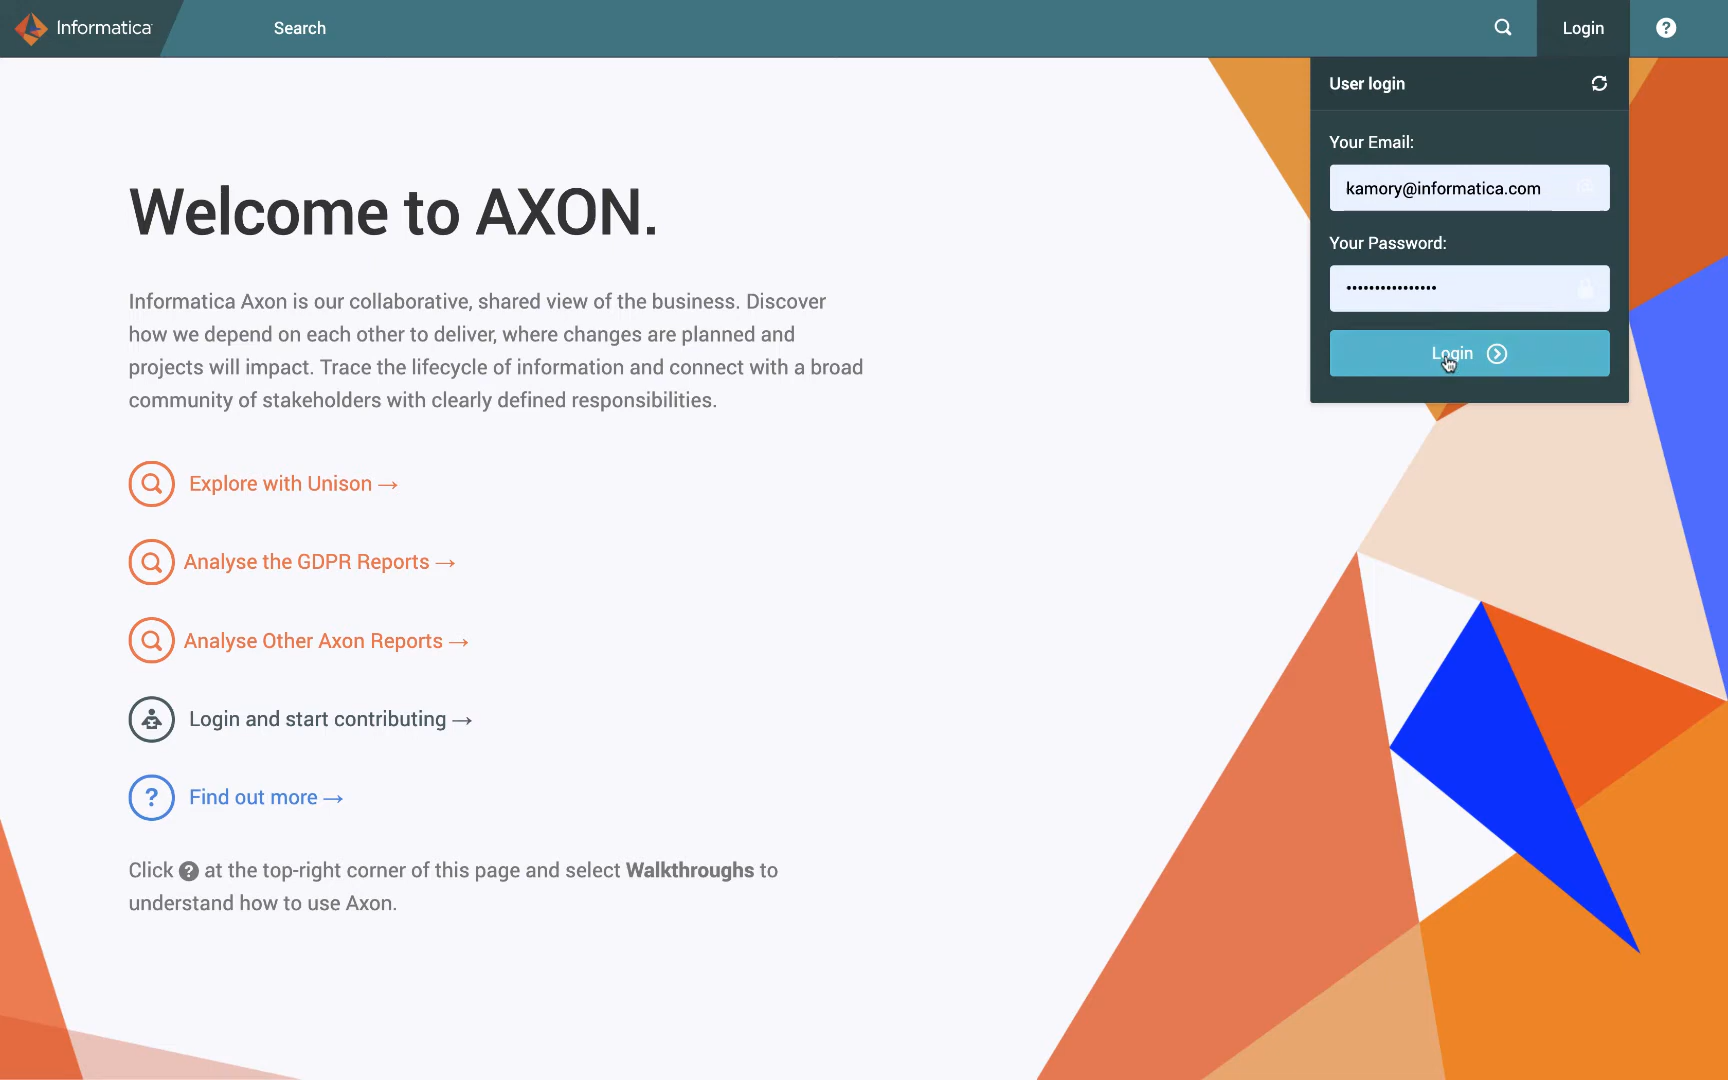 Informatica
Search
Login
User login
Your Email:
kamory@informatica.com
Your Password:
••••••••••••••••
Login
Welcome to AXON.
Informatica Axon is our collaborative, shared view of the business. Discover
how we depend on each other to deliver, where changes are planned and
projects will impact. Trace the lifecycle of information and connect with a broad
community of stakeholders with clearly defined responsibilities.
Explore with Unison →
Analyse the GDPR Reports →
Analyse Other Axon Reports →
Login and start contributing →
? Find out more →
Click ? at the top-right corner of this page and select Walkthroughs to
understand how to use Axon.